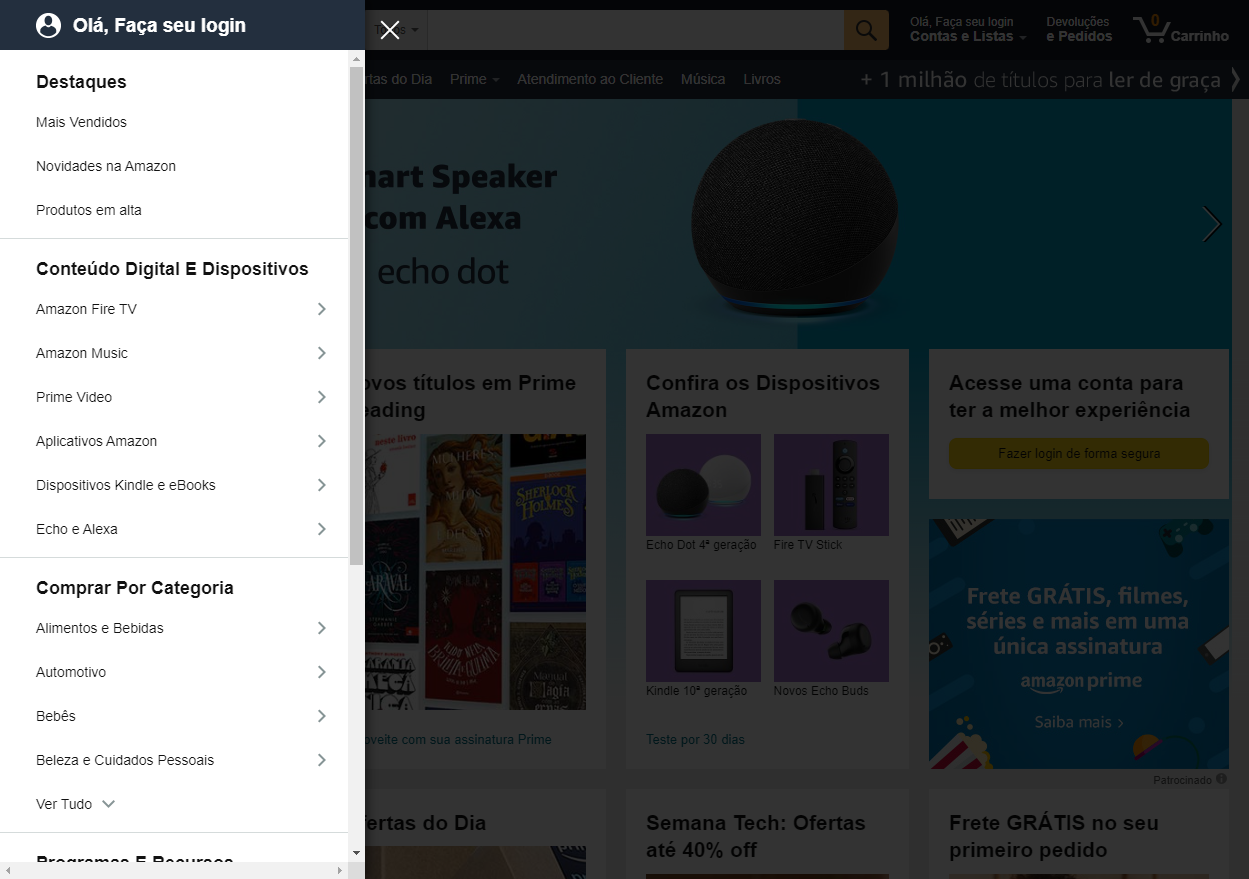 Olá, Faça seu login
Destaques
Mais Vendidos
Novidades na Amazon
Produtos em alta
Conteúdo Digital E Dispositivos
Amazon Fire TV
Amazon Music
Prime Video
Aplicativos Amazon
Dispositivos Kindle e eBooks
Echo e Alexa
Comprar Por Categoria
Alimentos e Bebidas
Automotivo
Bebês
Beleza e Cuidados Pessoais
Ver Tudo
Programas E Recursos
Olá, Faça seu login
Contas e Listas
Devoluções
e Pedidos
0
Carrinho
do Dia
Prime
Atendimento ao Cliente
Música
Livros
+ 1 milhão de títulos para ler de graça
Speaker
com Alexa
echo dot
títulos em Prime
Confira os Dispositivos
Amazon
Echo Dot 4ª geração
Fire TV Stick
Kindle 10ª geração
Novos Echo Buds
Teste por 30 dias
MULHERES
MITOS
SHERLOCK
HOLMES
com sua assinatura Prime
Acesse uma conta para
ter a melhor experiência
Fazer login de forma segura
Frete GRÁTIS, filmes,
séries e mais em uma
única assinatura
amazon prime
Saiba mais
Patrocinado
do Dia
Semana Tech: Ofertas
até 40% off
Frete GRÁTIS no seu
primeiro pedido